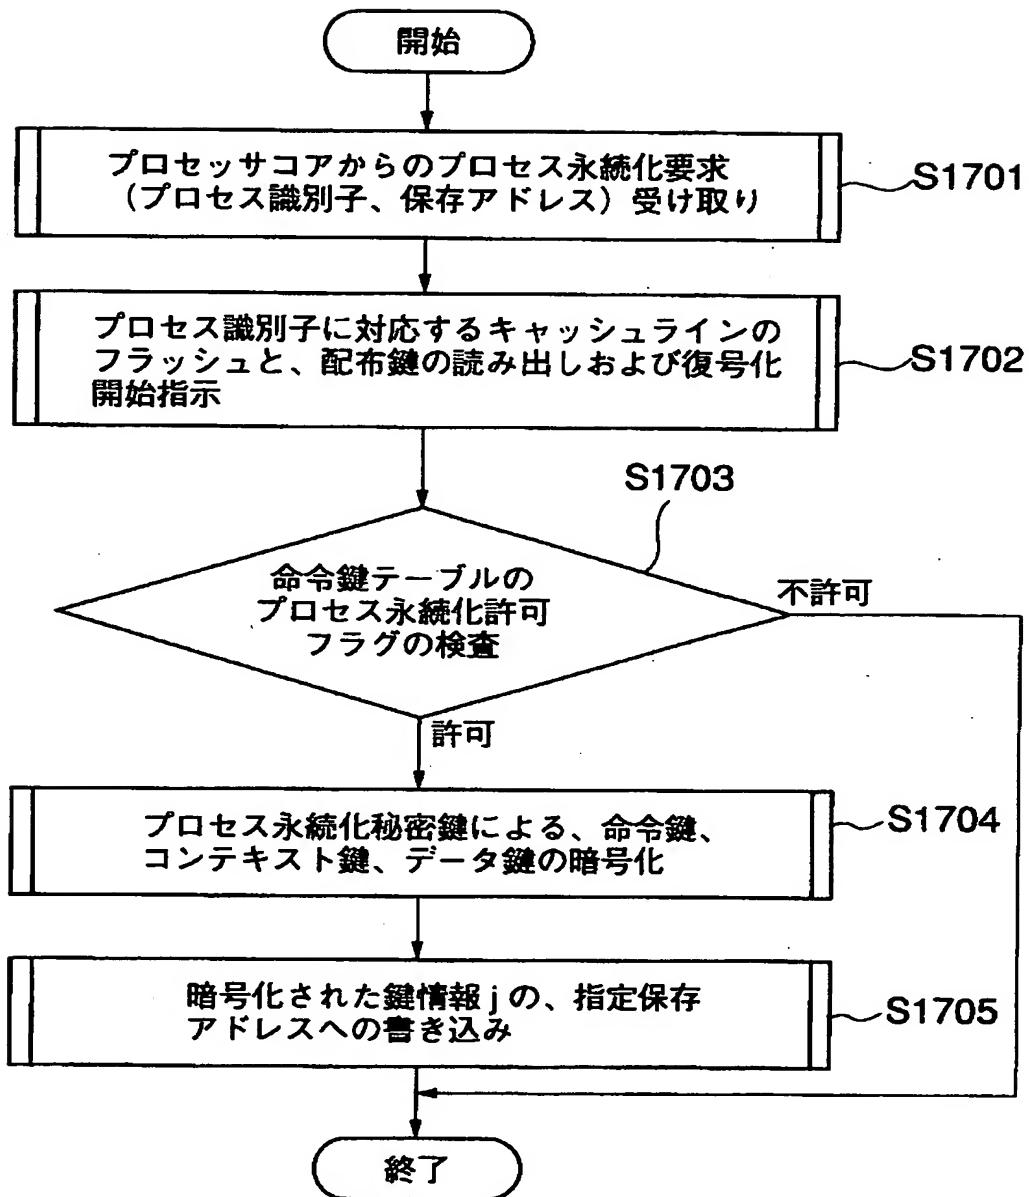 開始
プロセッサコアからのプロセス永続化要求
（プロセス識別子、保存アドレス）受け取り
S1701
プロセス識別子に対応するキャッシュラインの
フラッシュと、配布鍵の読み出しおよび復号化
開始指示
S1702
S1703
命令鍵テーブルの
プロセス永続化許可
フラグの検査
不許可
許可
プロセス永続化秘密鍵による、命令鍵、
コンテキスト鍵、データ鍵の暗号化
S1704
暗号化された鍵情報ｊの、指定保存
アドレスへの書き込み
S1705
終了